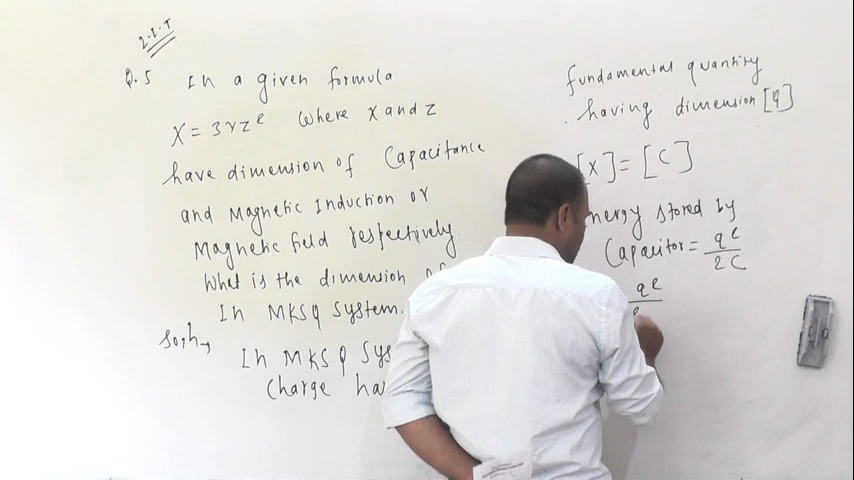 I.I.T
Q.5 In a given formula
X = 3YZ² where X and Z
have dimension of Capacitance
and Magnetic Induction or
Magnetic field respectively.
What is the dimension of
In MKSQ System.
Soln→
In MKSQ Sys
Charge ha
fundamental quantity
having dimension [Q]
[X] = [C]
nergy stored by
Capacitor = q²/2C
q²